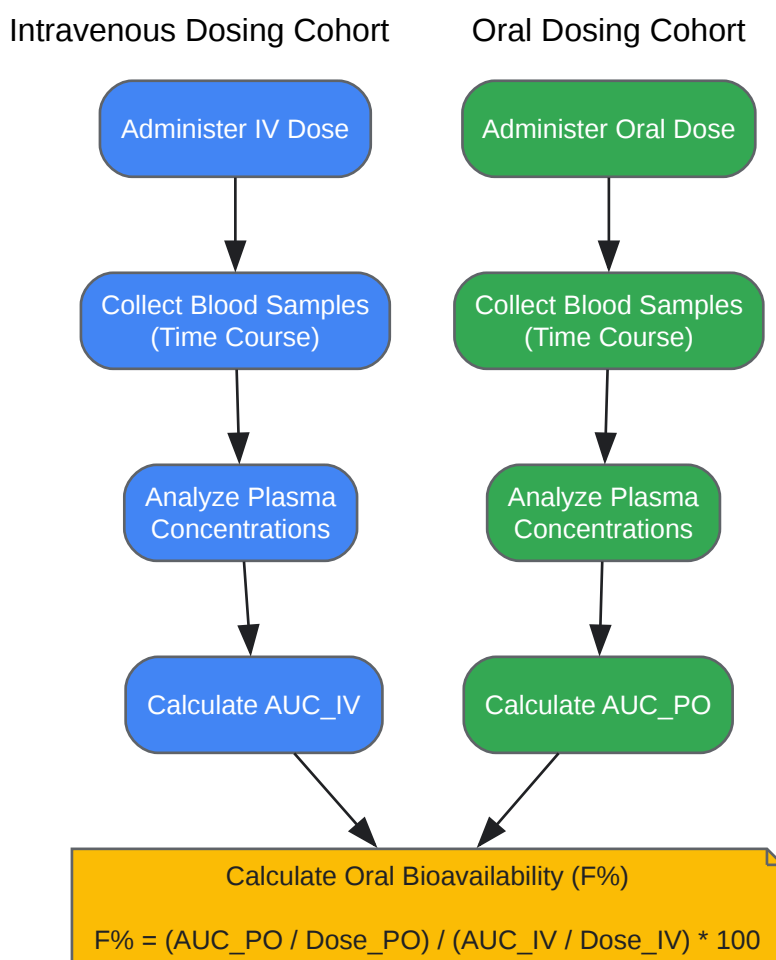 Intravenous Dosing Cohort
Administer IV Dose
Collect Blood Samples
(Time Course)
Analyze Plasma
Concentrations
Calculate AUC_IV
Oral Dosing Cohort
Administer Oral Dose
Collect Blood Samples
(Time Course)
Analyze Plasma
Concentrations
Calculate AUC_PO
Calculate Oral Bioavailability (F%)
F% = (AUC_PO / Dose_PO) / (AUC_IV / Dose_IV) * 100